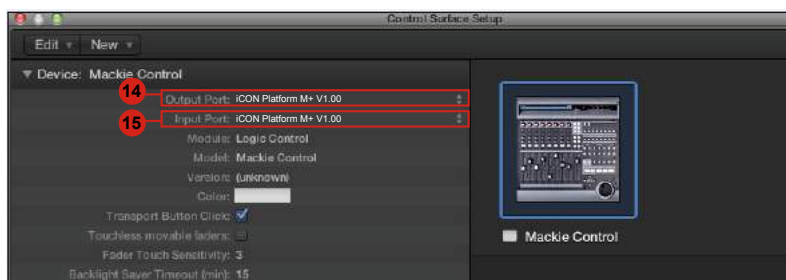 Control Surface Setup
Edit New
Device: Mackie Control
14 Output Port: iCON Platform M+ V1.00
15 Input Port: iCON Platform M+ V1.00
Module: Logic Control
Model: Mackie Control
Version: (unknown)
Color:
Transport Button Click:
Touchless movable faders:
Fader Touch Sensitivity: 3
Backlight Saver Timeout (min): 15
Mackie Control